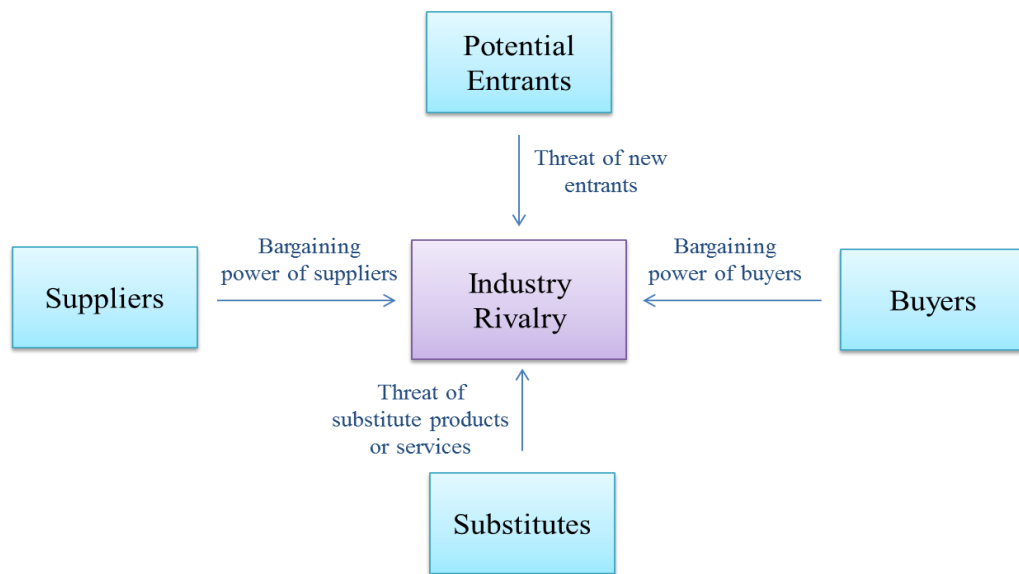 Potential
Entrants
Threat of new
entrants
Bargaining
power of suppliers
Bargaining
power of buyers
Suppliers
Industry
Rivalry
Buyers
Threat of
substitute products
or services
Substitutes